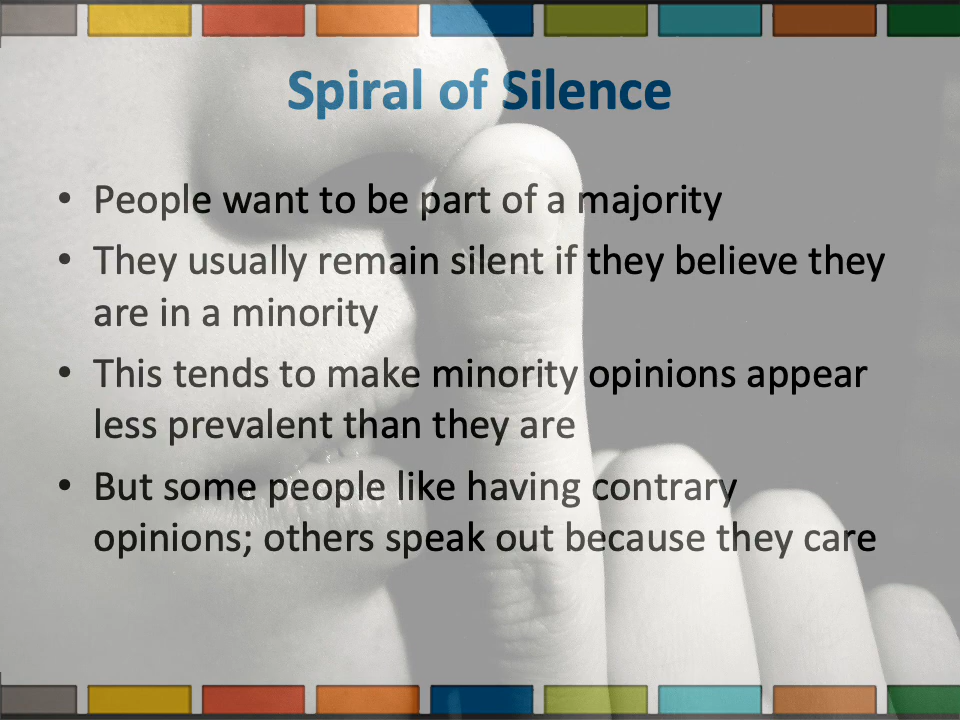 Spiral of Silence
• People want to be part of a majority
• They usually remain silent if they believe they
are in a minority
• This tends to make minority opinions appear
less prevalent than they are
• But some people like having contrary
opinions; others speak out because they care